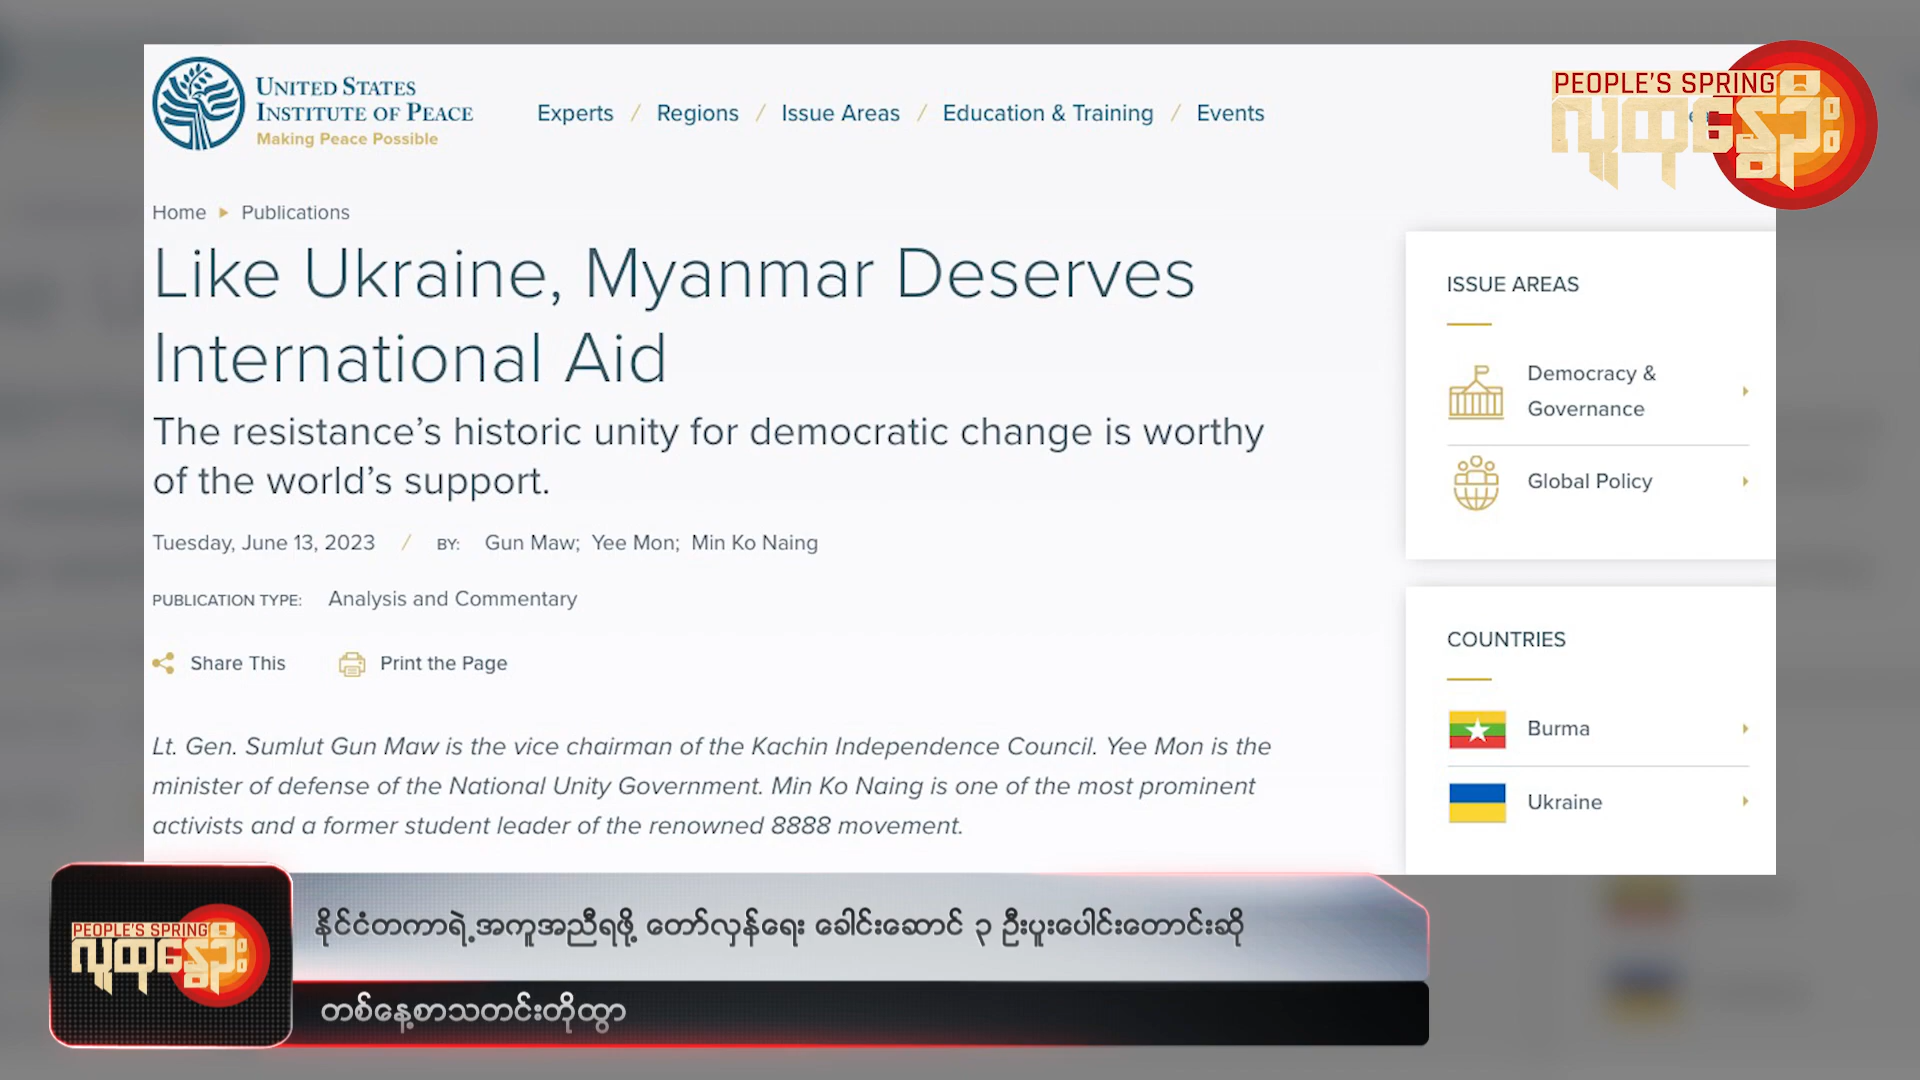 UNITED STATES
INSTITUTE OF PEACE
Making Peace Possible
Experts / Regions / Issue Areas / Education & Training / Events
PEOPLE'S SPRING
လူထုနွေဦး
Home Publications
Like Ukraine, Myanmar Deserves
International Aid
The resistance’s historic unity for democratic change is worthy
of the world’s support.
Tuesday, June 13, 2023 / BY: Gun Maw; Yee Mon; Min Ko Naing
PUBLICATION TYPE: Analysis and Commentary
Share This Print the Page
Lt. Gen. Sumlut Gun Maw is the vice chairman of the Kachin Independence Council. Yee Mon is the
minister of defense of the National Unity Government. Min Ko Naing is one of the most prominent
activists and a former student leader of the renowned 8888 movement.
ISSUE AREAS
Democracy &
Governance
Global Policy
COUNTRIES
Burma
Ukraine
PEOPLE'S SPRING
လူထုနွေဦး
နိုင်ငံတကာရဲ့အကူအညီရဖို့ တော်လှန်ရေး ခေါင်းဆောင် ၃ ဦးပူးပေါင်းတောင်းဆို
တစ်နေ့စာသတင်းတိုထွာ